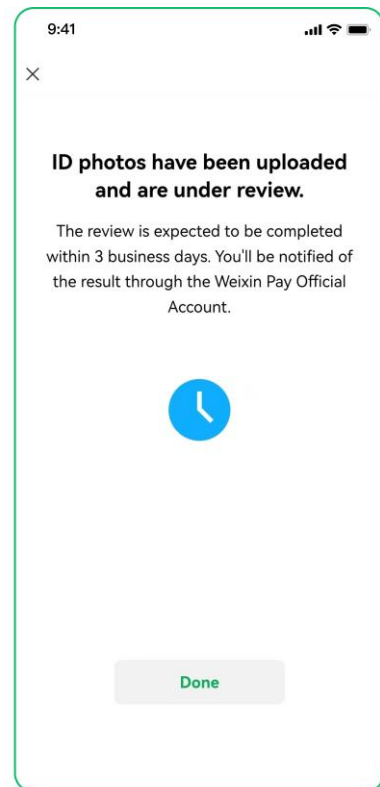 9:41
ID photos have been uploaded
and are under review.
The review is expected to be completed
within 3 business days. You'll be notified of
the result through the Weixin Pay Official
Account.
Done